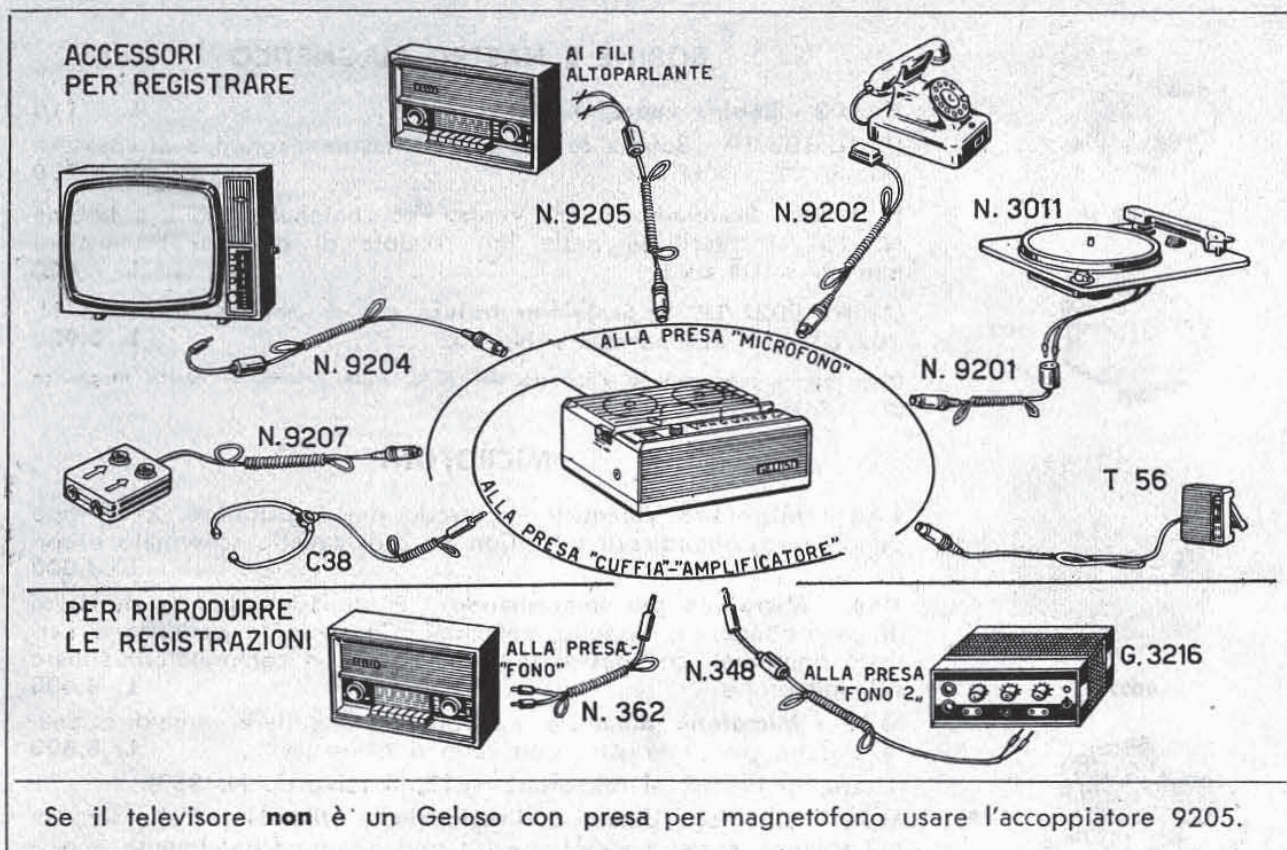 ACCESSORI
PER REGISTRARE
AI FILI
ALTOPARLANTE
N. 9205
N.9202
N. 3011
N. 9204
N. 9201
ALLA PRESA "MICROFONO"
N.9207
T 56
C38
ALLA PRESA "CUFFIA"-"AMPLIFICATORE"
PER RIPRODURRE
LE REGISTRAZIONI
ALLA PRESA-
"FONO"
N. 362
N.348
ALLA PRESA
"FONO 2„
G.3216
Se il televisore non è un Geloso con presa per magnetofono usare l'accoppiatore 9205.